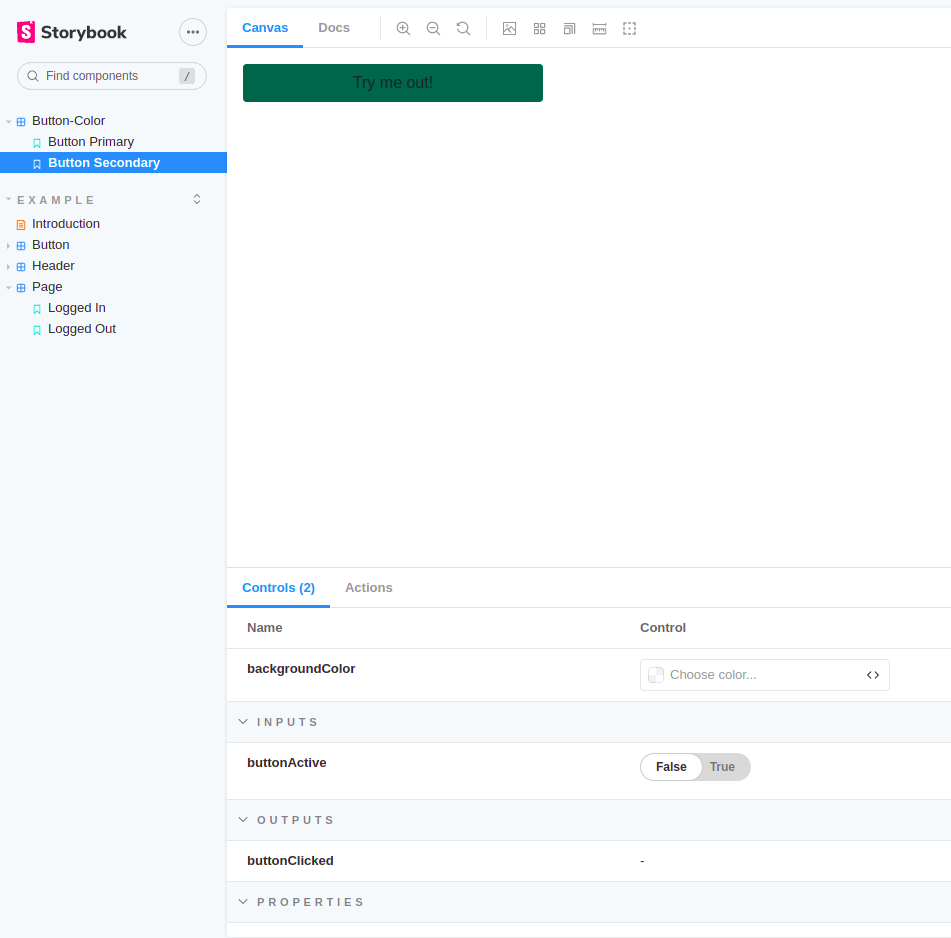 Storybook
Find components /
Button-Color
Button Primary
Button Secondary
EXAMPLE
Introduction
Button
Header
Page
Logged In
Logged Out
Canvas Docs
Try me out!
Controls (2) Actions
Name Control
backgroundColor Choose color...
INPUTS
buttonActive False True
OUTPUTS
buttonClicked -
PROPERTIES